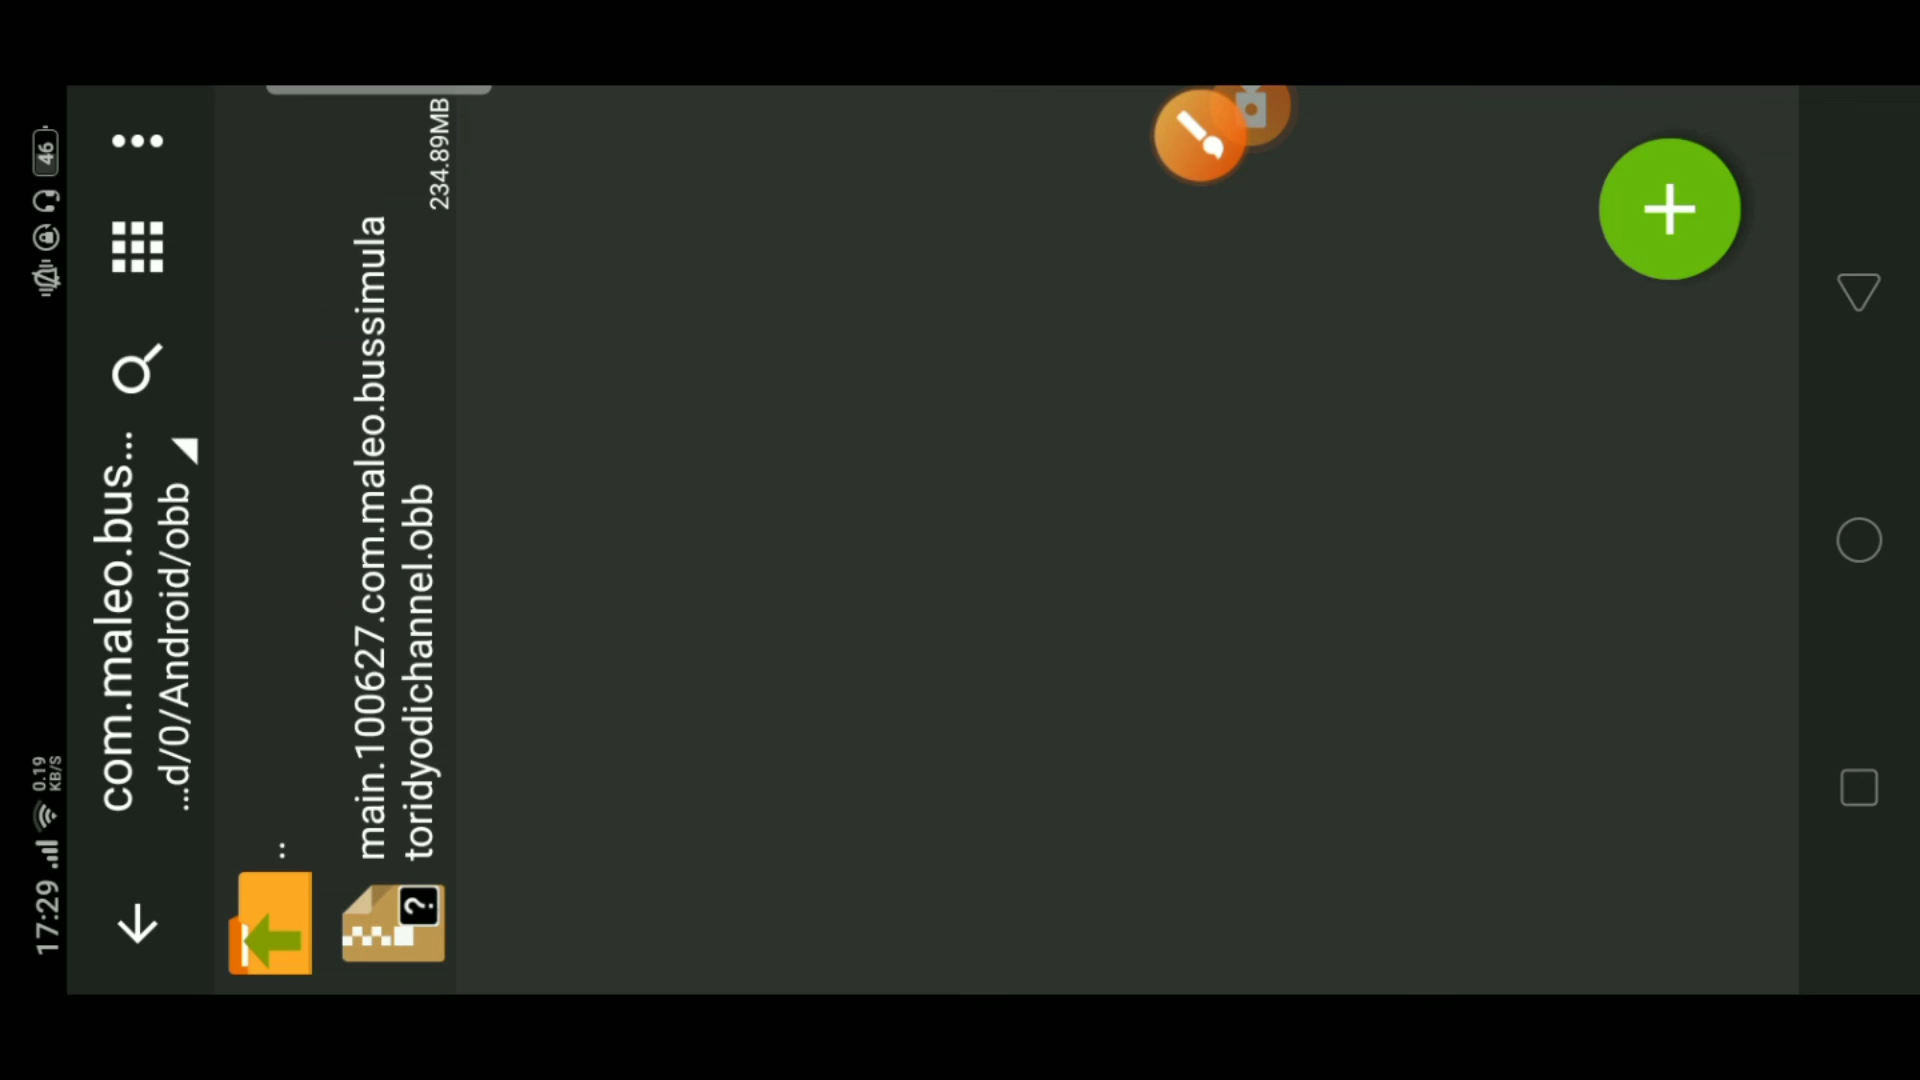 17:29
0.19
KB/S
46
com.maleo.bus...
...d/0/Android/obb
..
main.100627.com.maleo.bussimula
toridyodichannel.obb
234.89MB
?